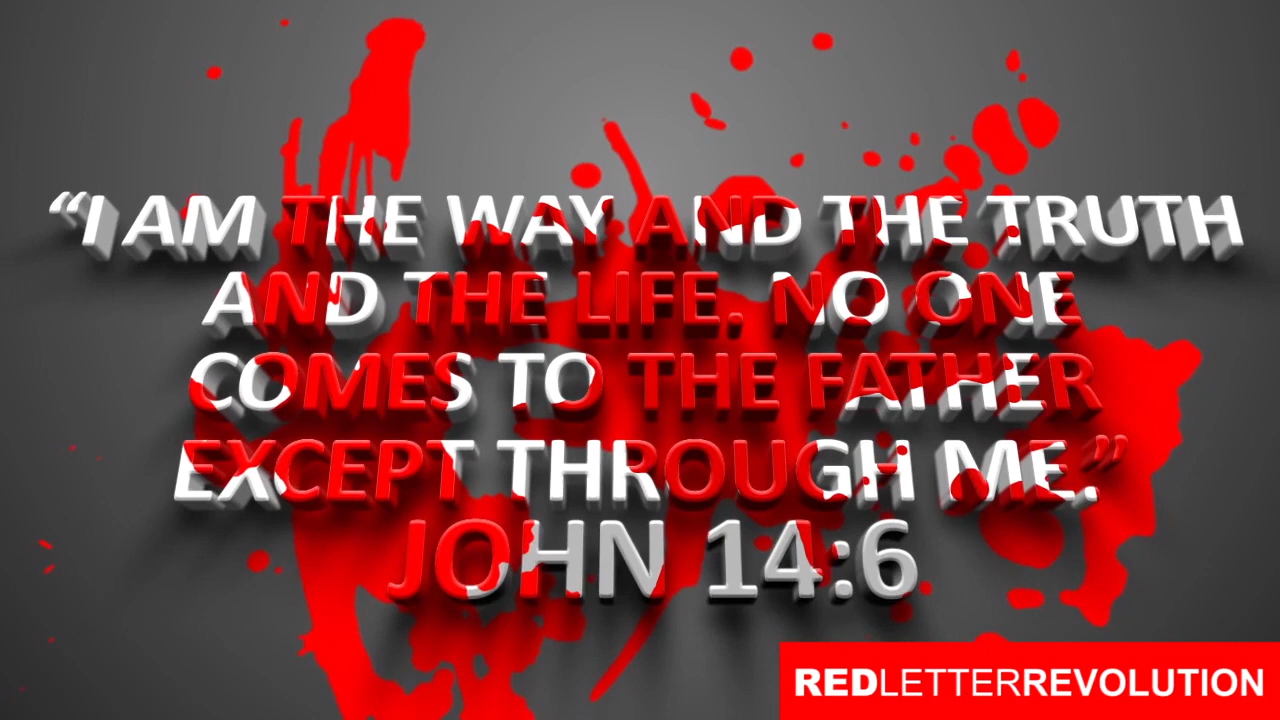 “I AM THE WAY AND THE TRUTH
AND THE LIFE. NO ONE
COMES TO THE FATHER
EXCEPT THROUGH ME.”
JOHN 14:6
REDLETTERREVOLUTION